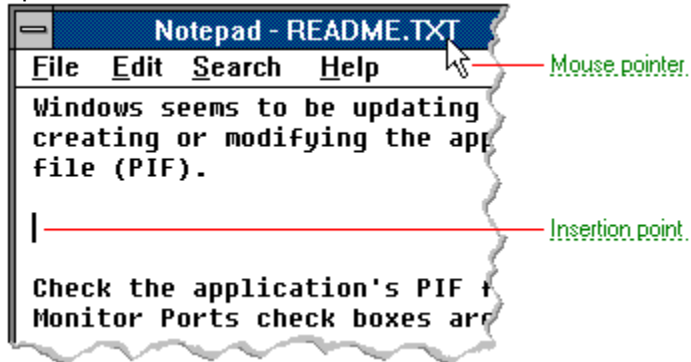 Notepad - README.TXT
File Edit Search Help
Mouse pointer
Windows seems to be updating
creating or modifying the app
file (PIF).
Insertion point
Check the application's PIF
Monitor Ports check boxes are